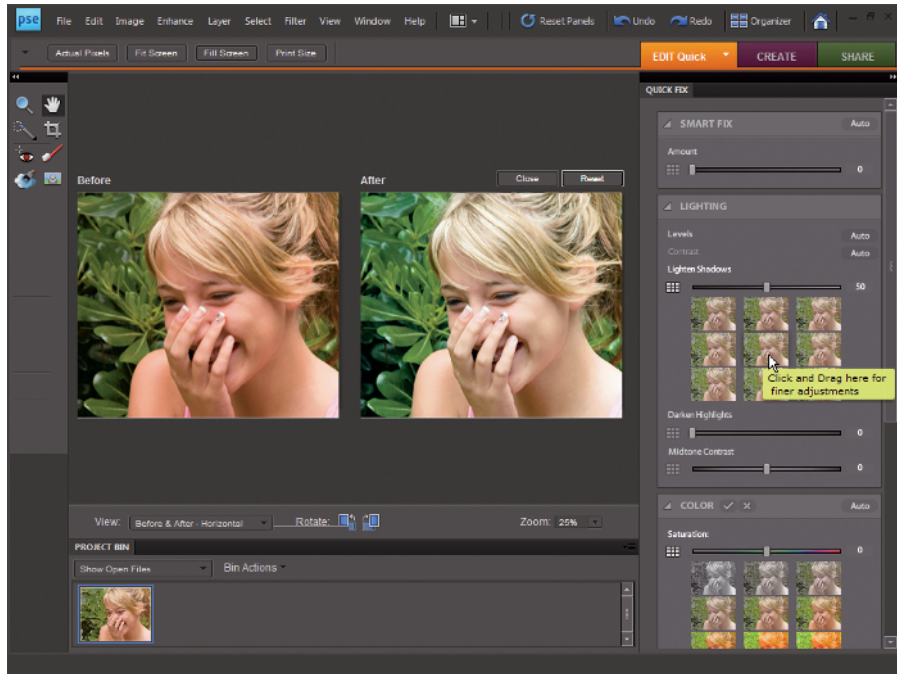 pse File Edit Image Enhance Layer Select Filter View Window Help Reset Panels Undo Redo Organizer
Actual Pixels Fit Screen Fill Screen Print Size EDIT Quick CREATE SHARE
QUICK FIX
SMART FIX Auto
Amount
0
Before After Close Reset
LIGHTING
Levels Auto
Contrast Auto
Lighten Shadows
50
Click and Drag here for
finer adjustments
Darken Highlights
0
Midtone Contrast
0
COLOR Auto
Saturation:
0
View: Before & After - Horizontal Rotate: Zoom: 25%
PROJECT BIN
Show Open Files Bin Actions